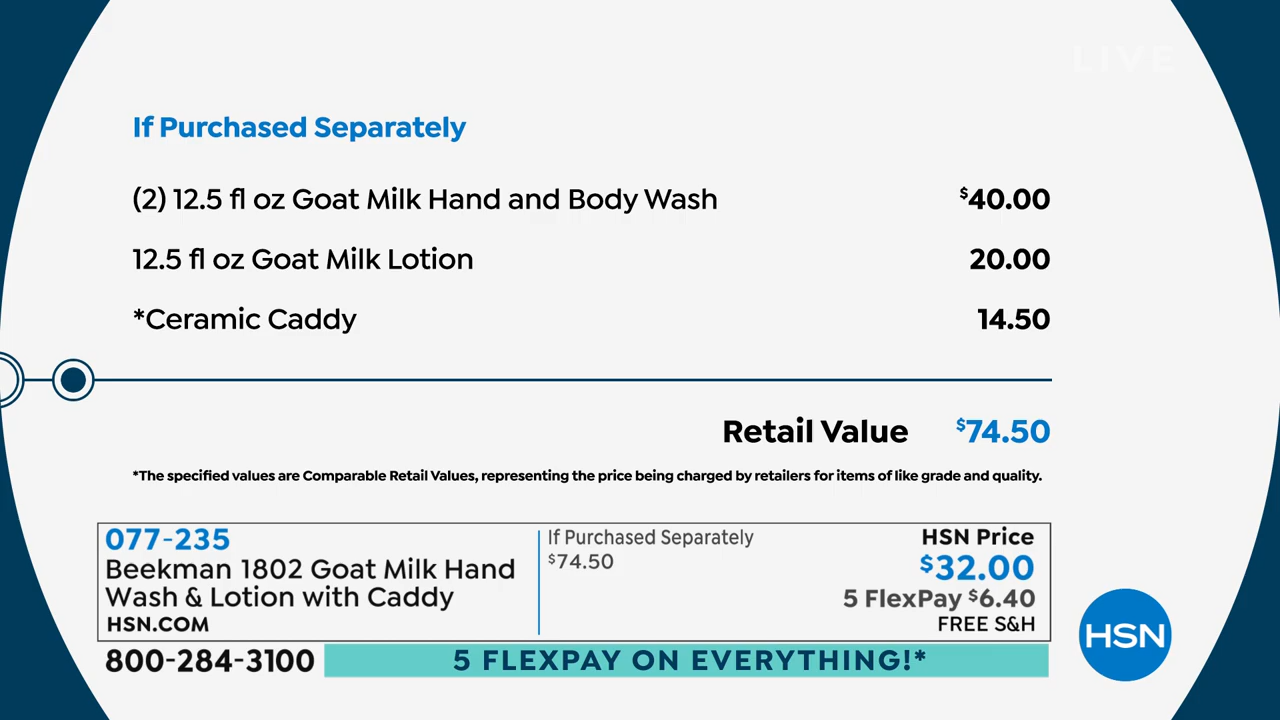 LIVE
If Purchased Separately
(2) 12.5 fl oz Goat Milk Hand and Body Wash $40.00
12.5 fl oz Goat Milk Lotion 20.00
*Ceramic Caddy 14.50
Retail Value $74.50
*The specified values are Comparable Retail Values, representing the price being charged by retailers for items of like grade and quality.
077-235
Beekman 1802 Goat Milk Hand
Wash & Lotion with Caddy
HSN.COM
If Purchased Separately
$74.50
HSN Price
$32.00
5 FlexPay $6.40
FREE S&H
HSN
800-284-3100
5 FLEXPAY ON EVERYTHING!*